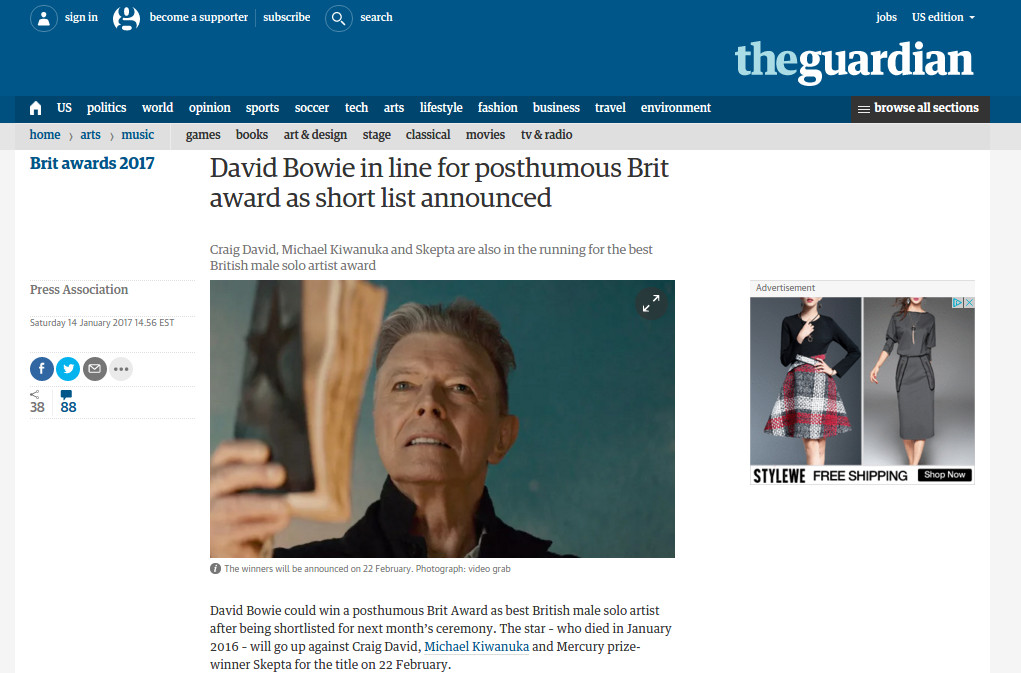 sign in become a supporter subscribe search jobs US edition
theguardian
US politics world opinion sports soccer tech arts lifestyle fashion business travel environment browse all sections
home › arts › music games books art & design stage classical movies tv & radio
Brit awards 2017
David Bowie in line for posthumous Brit
award as short list announced
Craig David, Michael Kiwanuka and Skepta are also in the running for the best
British male solo artist award
Press Association
Saturday 14 January 2017 14.56 EST
38 88
Advertisement
STYLEWE FREE SHIPPING Shop Now
The winners will be announced on 22 February. Photograph: video grab
David Bowie could win a posthumous Brit Award as best British male solo artist
after being shortlisted for next month's ceremony. The star – who died in January
2016 – will go up against Craig David, Michael Kiwanuka and Mercury prize-
winner Skepta for the title on 22 February.